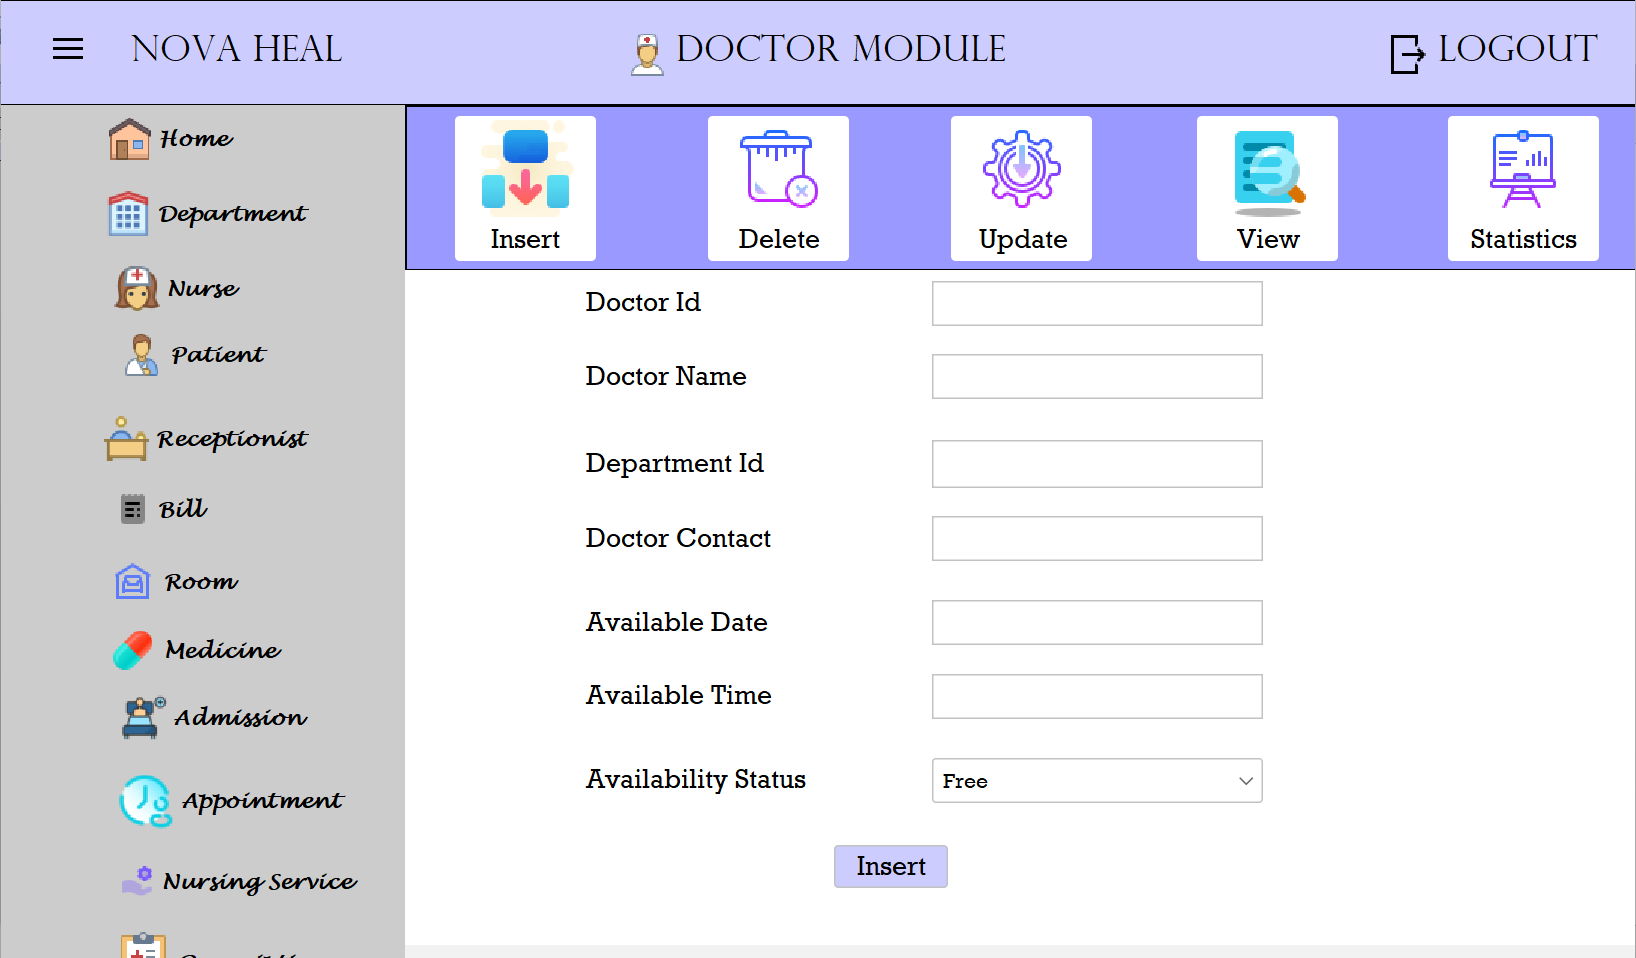 NOVA HEAL
DOCTOR MODULE
LOGOUT
Home
Department
Nurse
Patient
Receptionist
Bill
Room
Medicine
Admission
Appointment
Nursing Service
Insert
Delete
Update
View
Statistics
Doctor Id
Doctor Name
Department Id
Doctor Contact
Available Date
Available Time
Availability Status
Free
Insert